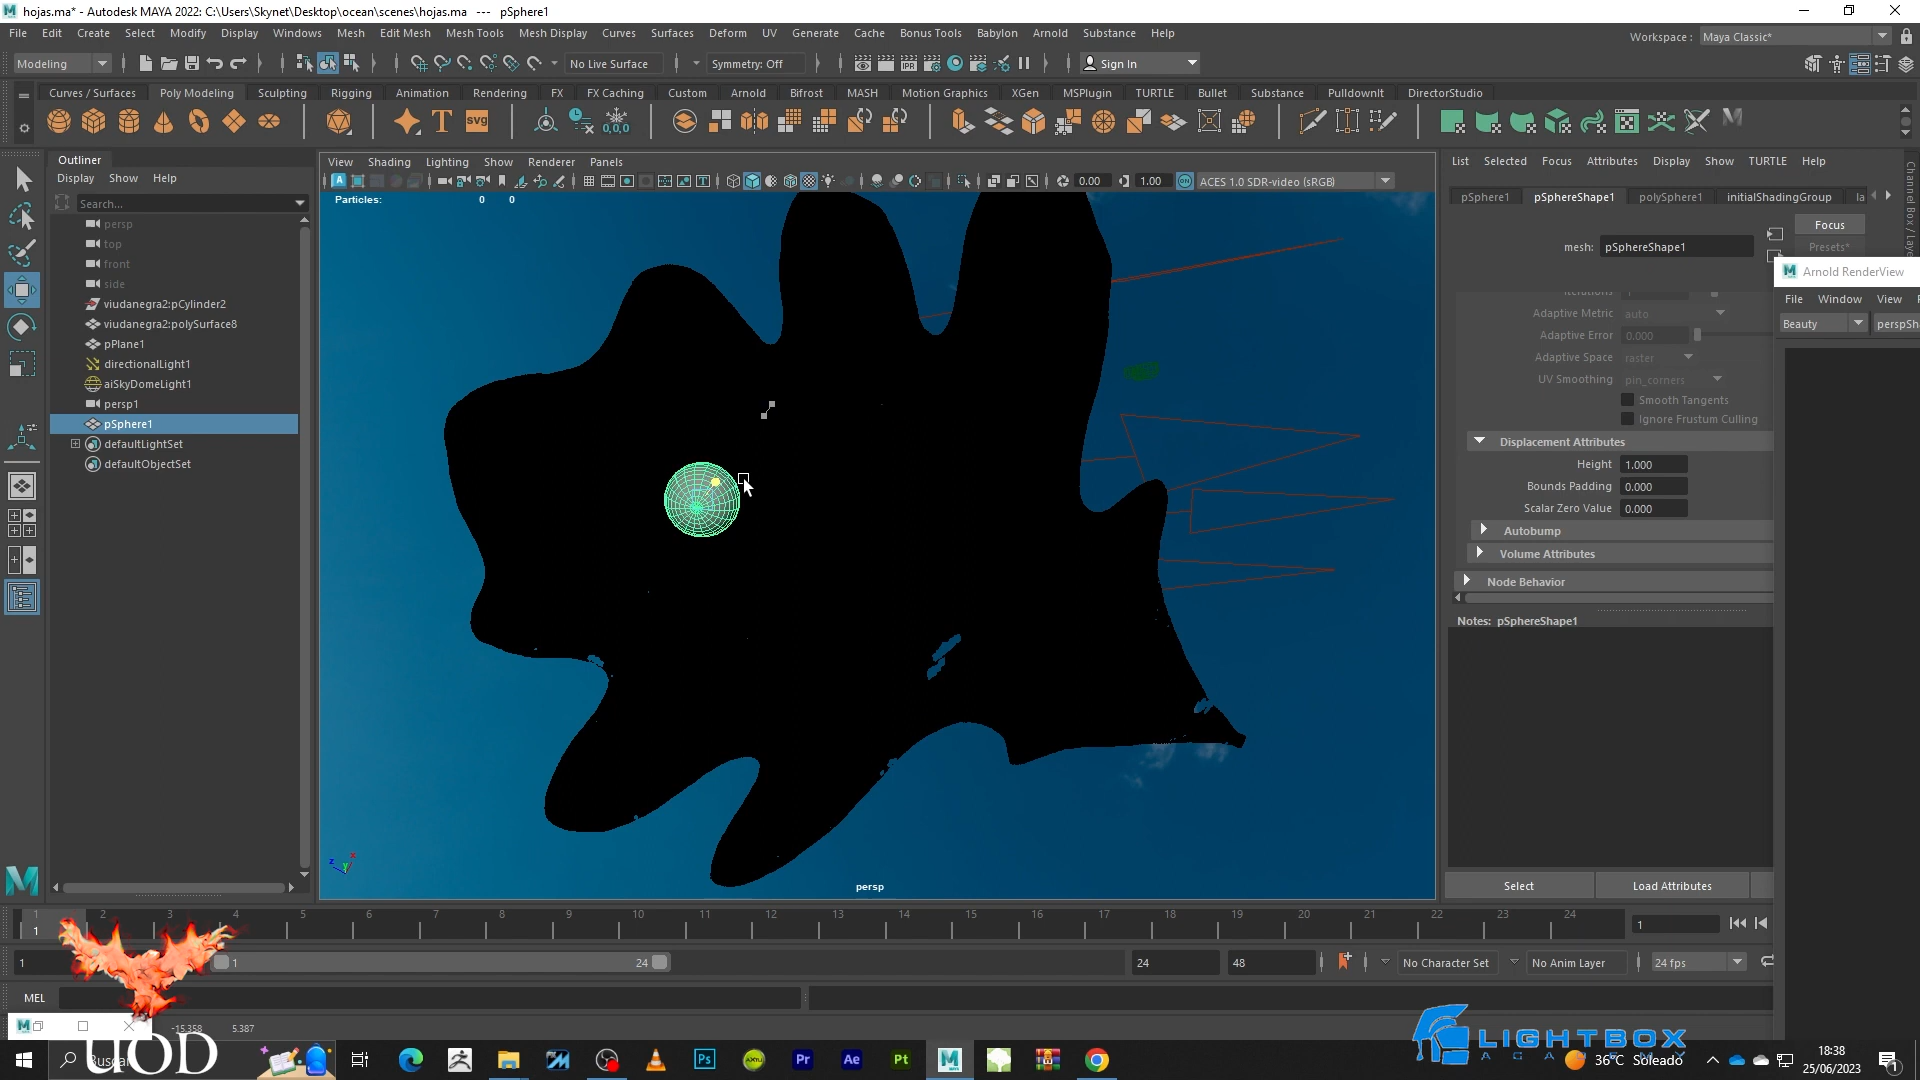 hojas.ma* - Autodesk MAYA 2022: C:\Users\Skynet\Desktop\ocean\scenes\hojas.ma --- pSphere1
File Edit Create Select Modify Display Windows Mesh Edit Mesh Mesh Tools Mesh Display Curves Surfaces Deform UV Generate Cache Bonus Tools Babylon Arnold Substance Help
Workspace : Maya Classic*
Modeling No Live Surface Symmetry: Off Sign In
Curves / Surfaces Poly Modeling Sculpting Rigging Animation Rendering FX FX Caching Custom Arnold Bifrost MASH Motion Graphics XGen MSPlugin TURTLE Bullet Substance PulldownIt DirectorStudio
Outliner
Display Show Help
Search...
persp
top
front
side
viudanegra2:pCylinder2
viudanegra2:polySurface8
pPlane1
directionalLight1
aiSkyDomeLight1
persp1
pSphere1
defaultLightSet
defaultObjectSet
View Shading Lighting Show Renderer Panels
0.00 1.00 ACES 1.0 SDR-video (sRGB)
Particles: 0 0
persp
List Selected Focus Attributes Display Show TURTLE Help
pSphere1 pSphereShape1 polySphere1 initialShadingGroup la
Focus
Presets*
mesh: pSphereShape1
Iterations
Adaptive Metric auto
Adaptive Error 0.000
Adaptive Space raster
UV Smoothing pin_corners
Smooth Tangents
Ignore Frustum Culling
Displacement Attributes
Height 1.000
Bounds Padding 0.000
Scalar Zero Value 0.000
Autobump
Volume Attributes
Node Behavior
Notes: pSphereShape1
Select Load Attributes
Channel Box / Laye
Arnold RenderView
File Window View
Beauty perspSh
1 2 3 4 5 6 7 8 9 10 11 12 13 14 15 16 17 18 19 20 21 22 23 24
1 1
1 1 24 24 48 No Character Set No Anim Layer 24 fps
MEL
-15.358 5.387
UOD
Buscar
LIGHTBOX
ACADEMY
36°C Soleado
18:38
25/06/2023
1